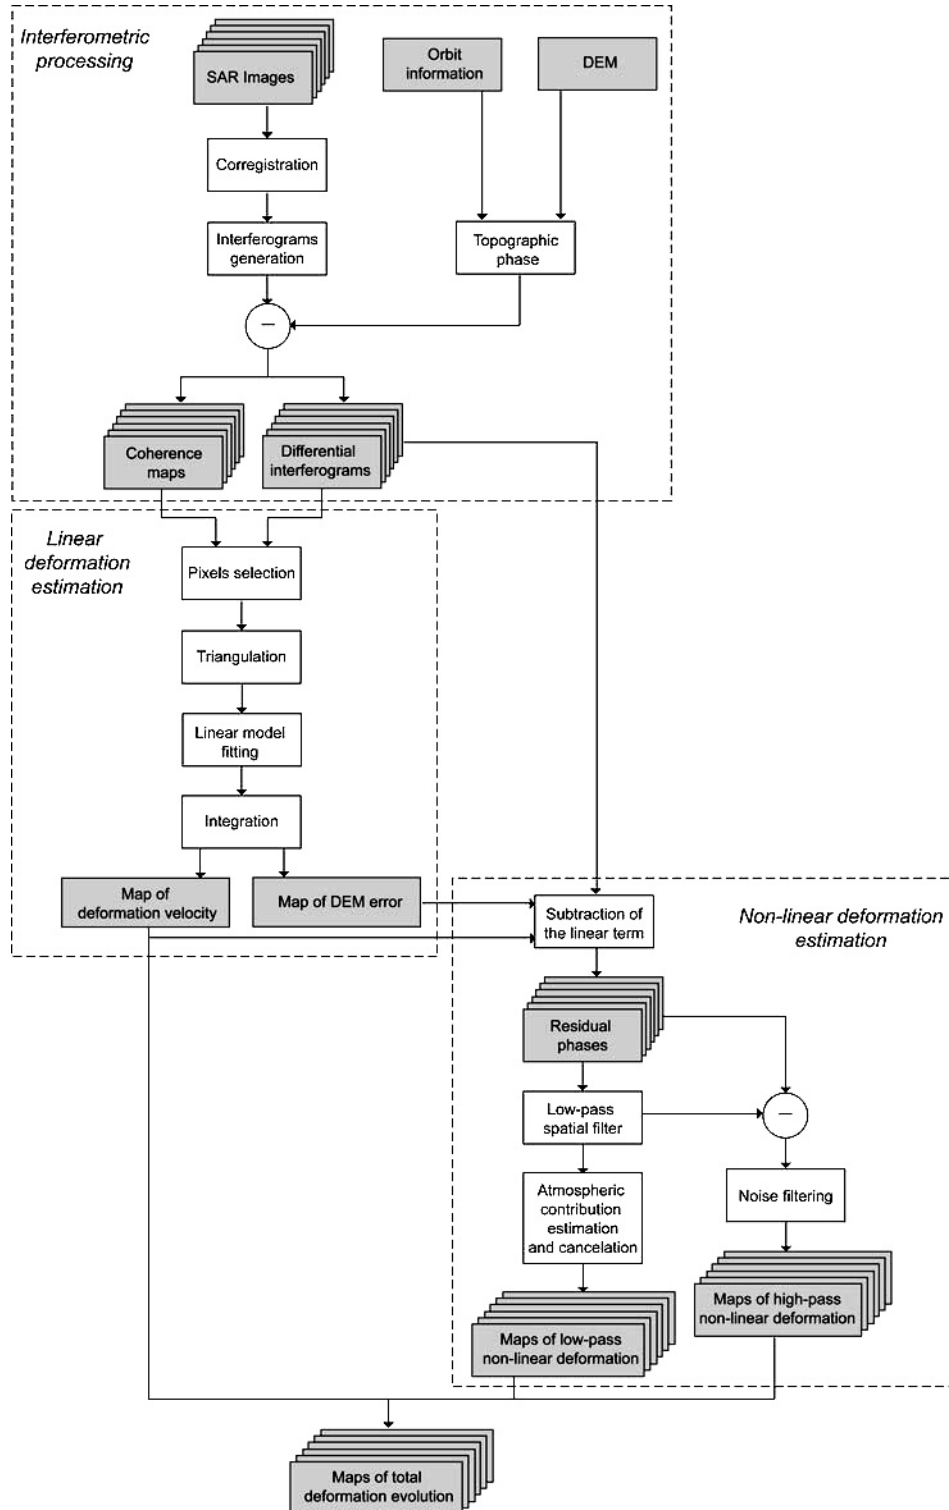 Interferometric
processing
SAR Images
Orbit
information
DEM
Corregistration
Interferograms
generation
Topographic
phase
Coherence
maps
Differential
interferograms
Linear
deformation
estimation
Pixels selection
Triangulation
Linear model
fitting
Integration
Map of
deformation velocity
Map of DEM error
Subtraction of
the linear term
Non-linear deformation
estimation
Residual
phases
Low-pass
spatial filter
Atmospheric
contribution
estimation
and cancelation
Noise filtering
Maps of high-pass
non-linear deformation
Maps of low-pass
non-linear deformation
Maps of total
deformation evolution